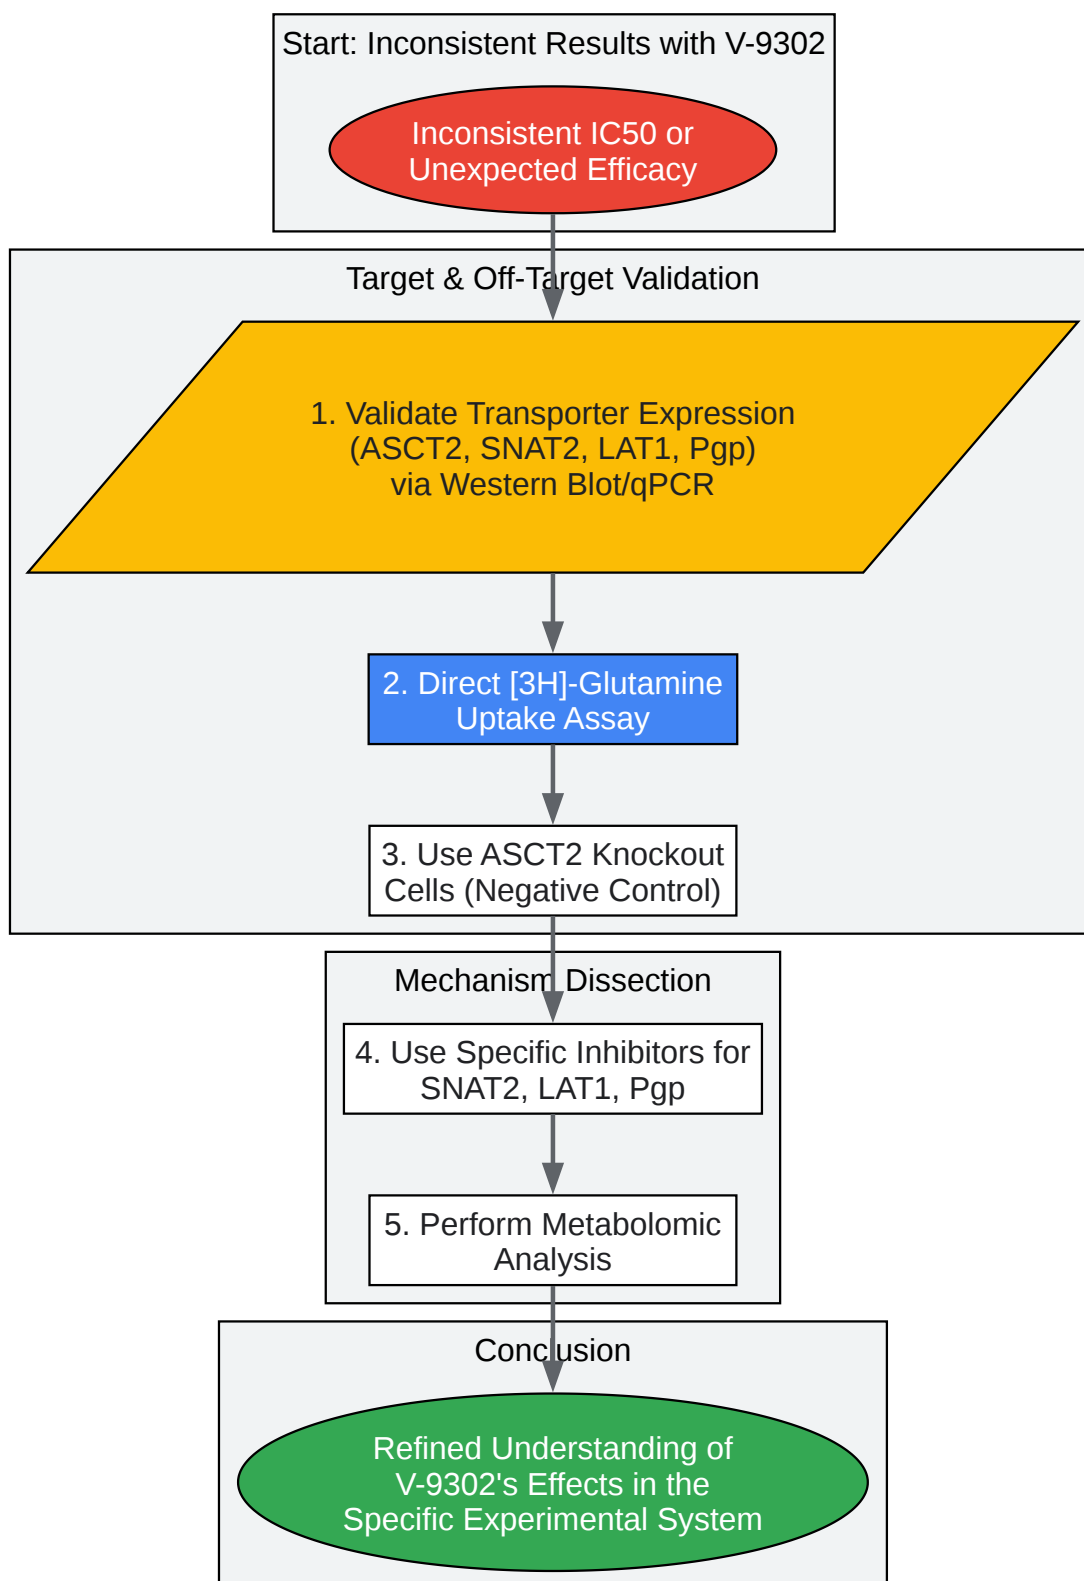 Start: Inconsistent Results with V-9302
Inconsistent IC50 or
Unexpected Efficacy
Target & Off-Target Validation
1. Validate Transporter Expression
(ASCT2, SNAT2, LAT1, Pgp)
via Western Blot/qPCR
2. Direct [3H]-Glutamine
Uptake Assay
3. Use ASCT2 Knockout
Cells (Negative Control)
Mechanism Dissection
4. Use Specific Inhibitors for
SNAT2, LAT1, Pgp
5. Perform Metabolomic
Analysis
Conclusion
Refined Understanding of
V-9302's Effects in the
Specific Experimental System